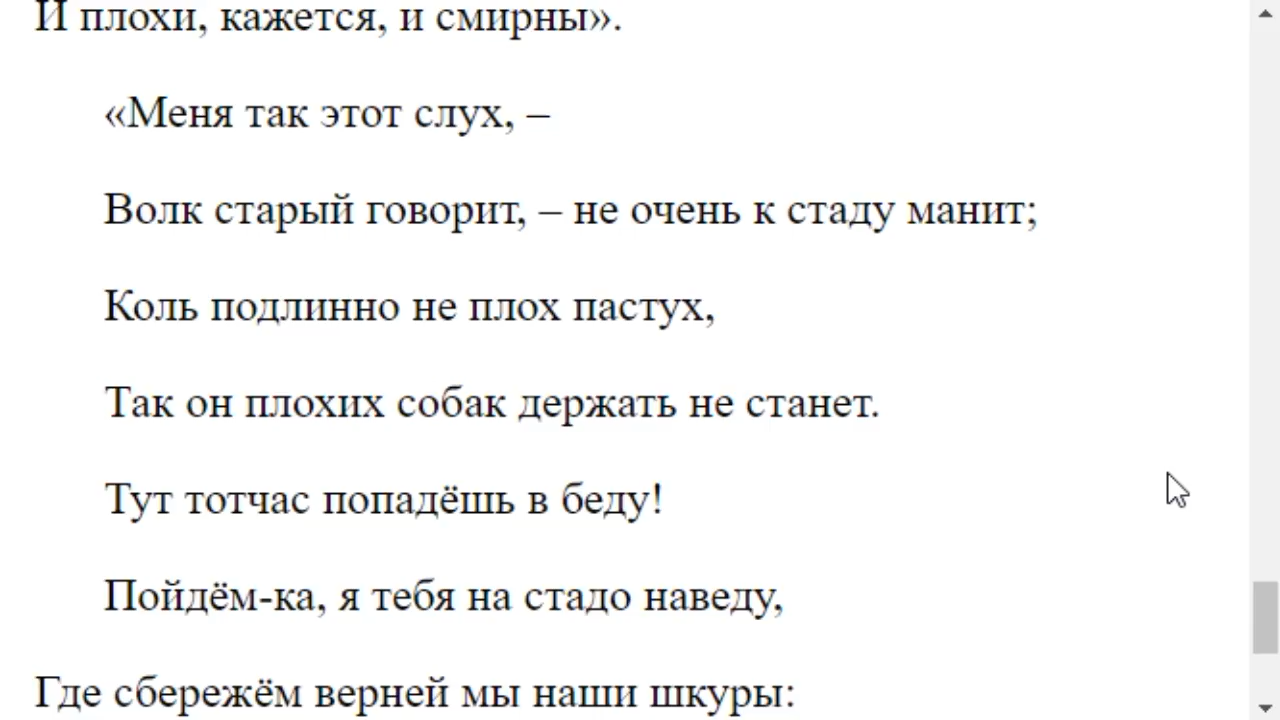 И плохи, кажется, и смирны».
«Меня так этот слух, –
Волк старый говорит, – не очень к стаду манит;
Коль подлинно не плох пастух,
Так он плохих собак держать не станет.
Тут тотчас попадёшь в беду!
Пойдём-ка, я тебя на стадо наведу,
Где сбережём верней мы наши шкуры: